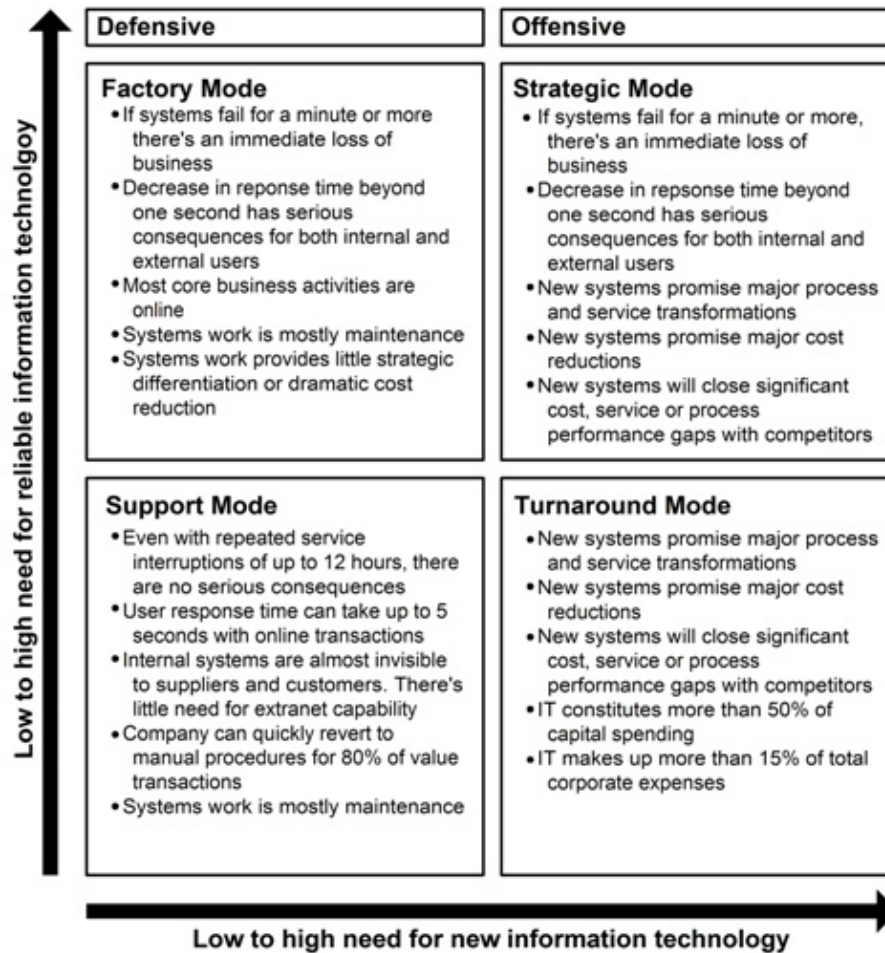 Defensive
Offensive
Factory Mode
• If systems fail for a minute or more
there's an immediate loss of
business
• Decrease in reponse time beyond
one second has serious
consequences for both internal and
external users
• Most core business activities are
online
• Systems work is mostly maintenance
• Systems work provides little strategic
differentiation or dramatic cost
reduction
Strategic Mode
• If systems fail for a minute or more,
there's an immediate loss of
business
• Decrease in repsonse time beyond
one second has serious
consequences for both internal and
external users
• New systems promise major process
and service transformations
• New systems promise major cost
reductions
• New systems will close significant
cost, service or process
performance gaps with competitors
Support Mode
• Even with repeated service
interruptions of up to 12 hours, there
are no serious consequences
• User response time can take up to 5
seconds with online transactions
• Internal systems are almost invisible
to suppliers and customers. There's
little need for extranet capability
• Company can quickly revert to
manual procedures for 80% of value
transactions
• Systems work is mostly maintenance
Turnaround Mode
• New systems promise major process
and service transformations
• New systems promise major cost
reductions
• New systems will close significant
cost, service or process
performance gaps with competitors
• IT constitutes more than 50% of
capital spending
• IT makes up more than 15% of total
corporate expenses
Low to high need for reliable information technolgoy
Low to high need for new information technology